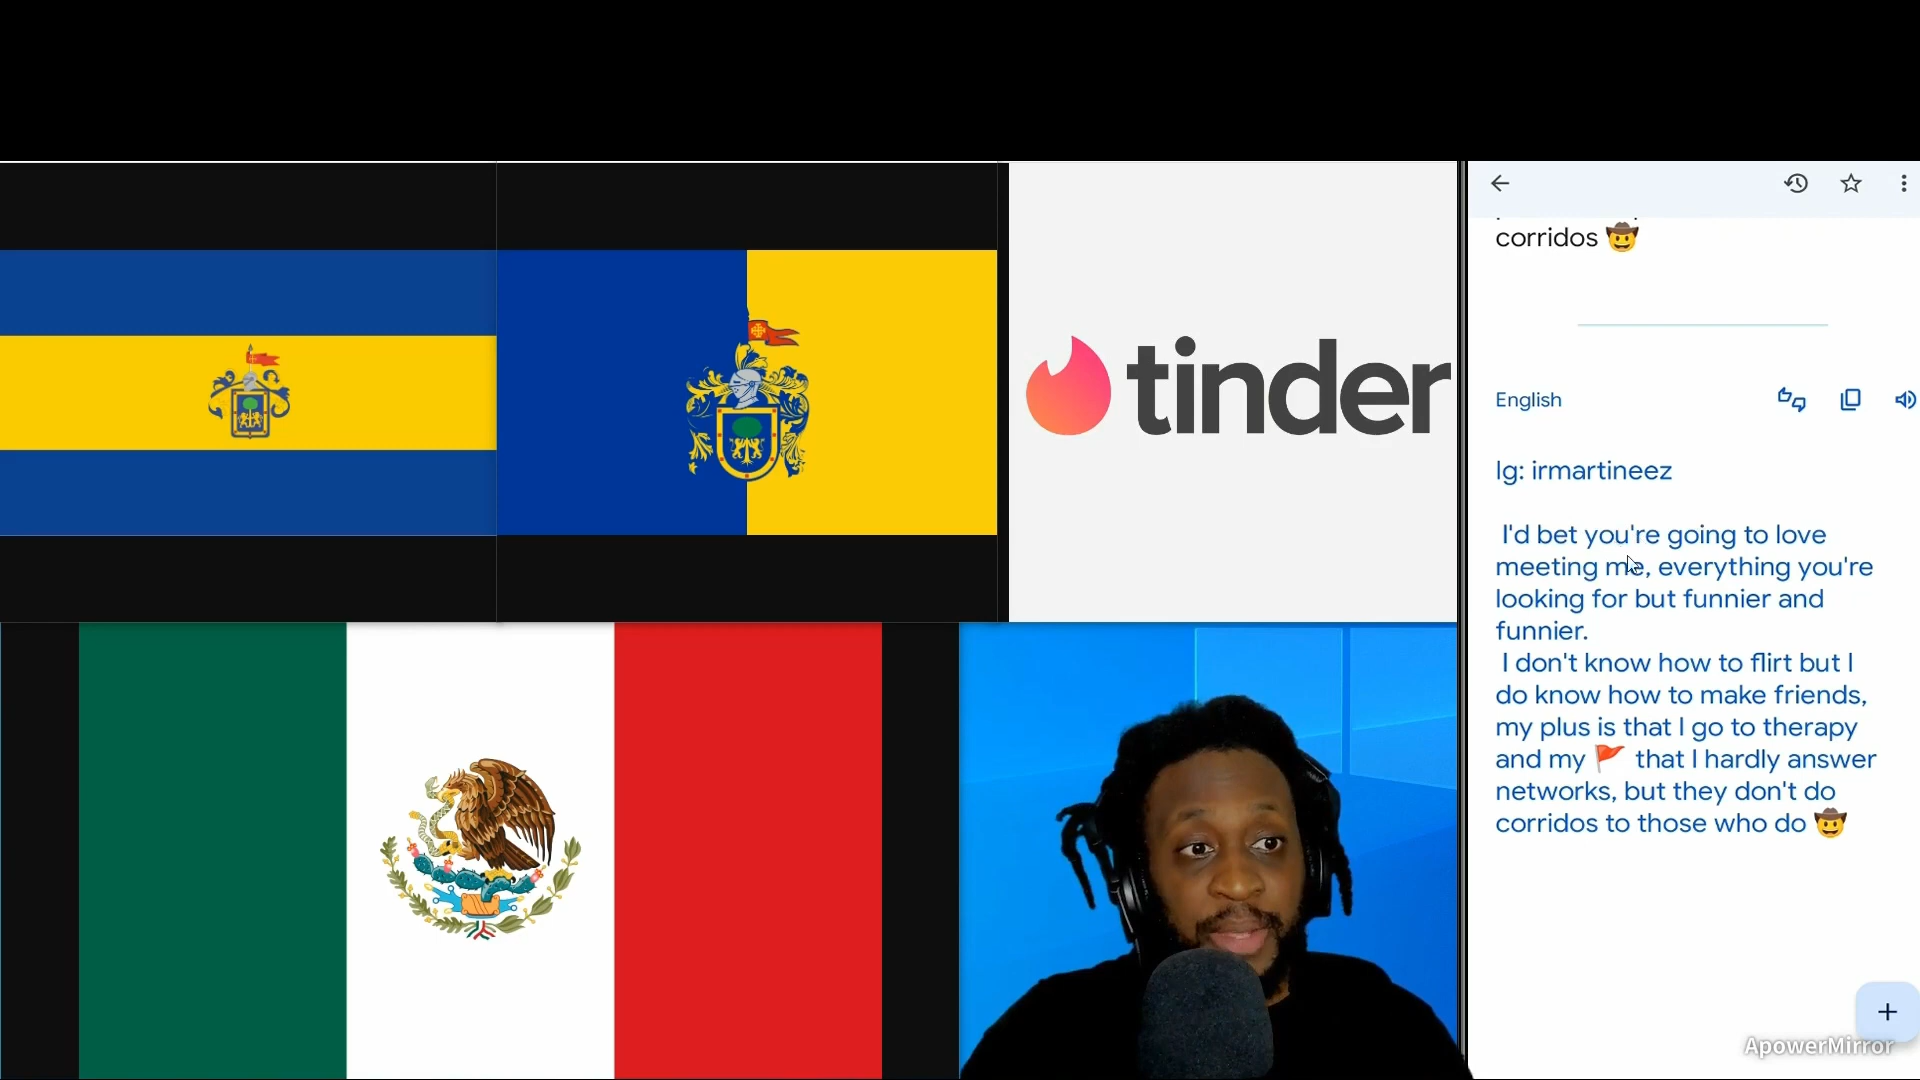 tinder
corridos 🤠
English
Ig: irmartineez
I'd bet you're going to love
meeting me, everything you're
looking for but funnier and
funnier.
I don't know how to flirt but I
do know how to make friends,
my plus is that I go to therapy
and my 🚩 that I hardly answer
networks, but they don't do
corridos to those who do 🤠
ApowerMirror